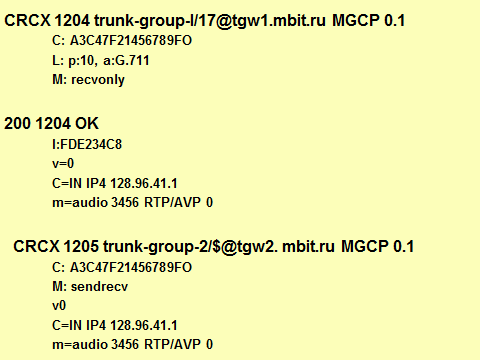 CRCX 1204 trunk-group-l/17@tgw1.mbit.ru MGCP 0.1
C: A3C47F21456789FO
L: p:10, a:G.711
M: recvonly
200 1204 OK
I:FDE234C8
v=0
C=IN IP4 128.96.41.1
m=audio 3456 RTP/AVP 0
CRCX 1205 trunk-group-2/$@tgw2. mbit.ru MGCP 0.1
C: A3C47F21456789FO
M: sendrecv
v0
C=IN IP4 128.96.41.1
m=audio 3456 RTP/AVP 0